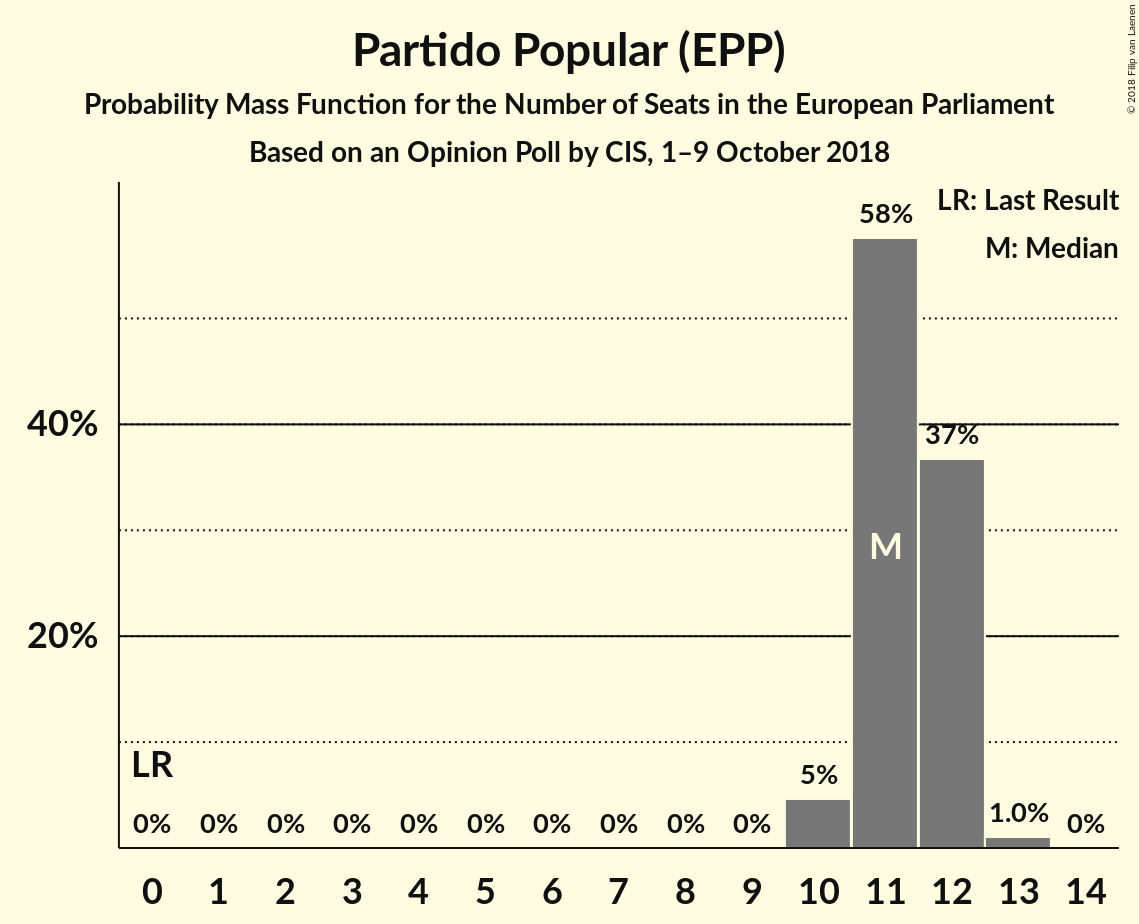 Partido Popular (EPP)
Probability Mass Function for the Number of Seats in the European Parliament
Based on an Opinion Poll by CIS, 1–9 October 2018
© 2018 Filip van Laenen
LR: Last Result
M: Median
58%
40%
37%
M
20%
LR
5%
0% 0% 0% 0% 0% 0% 0% 0% 0% 0% 1.0% 0%
0 1 2 3 4 5 6 7 8 9 10 11 12 13 14